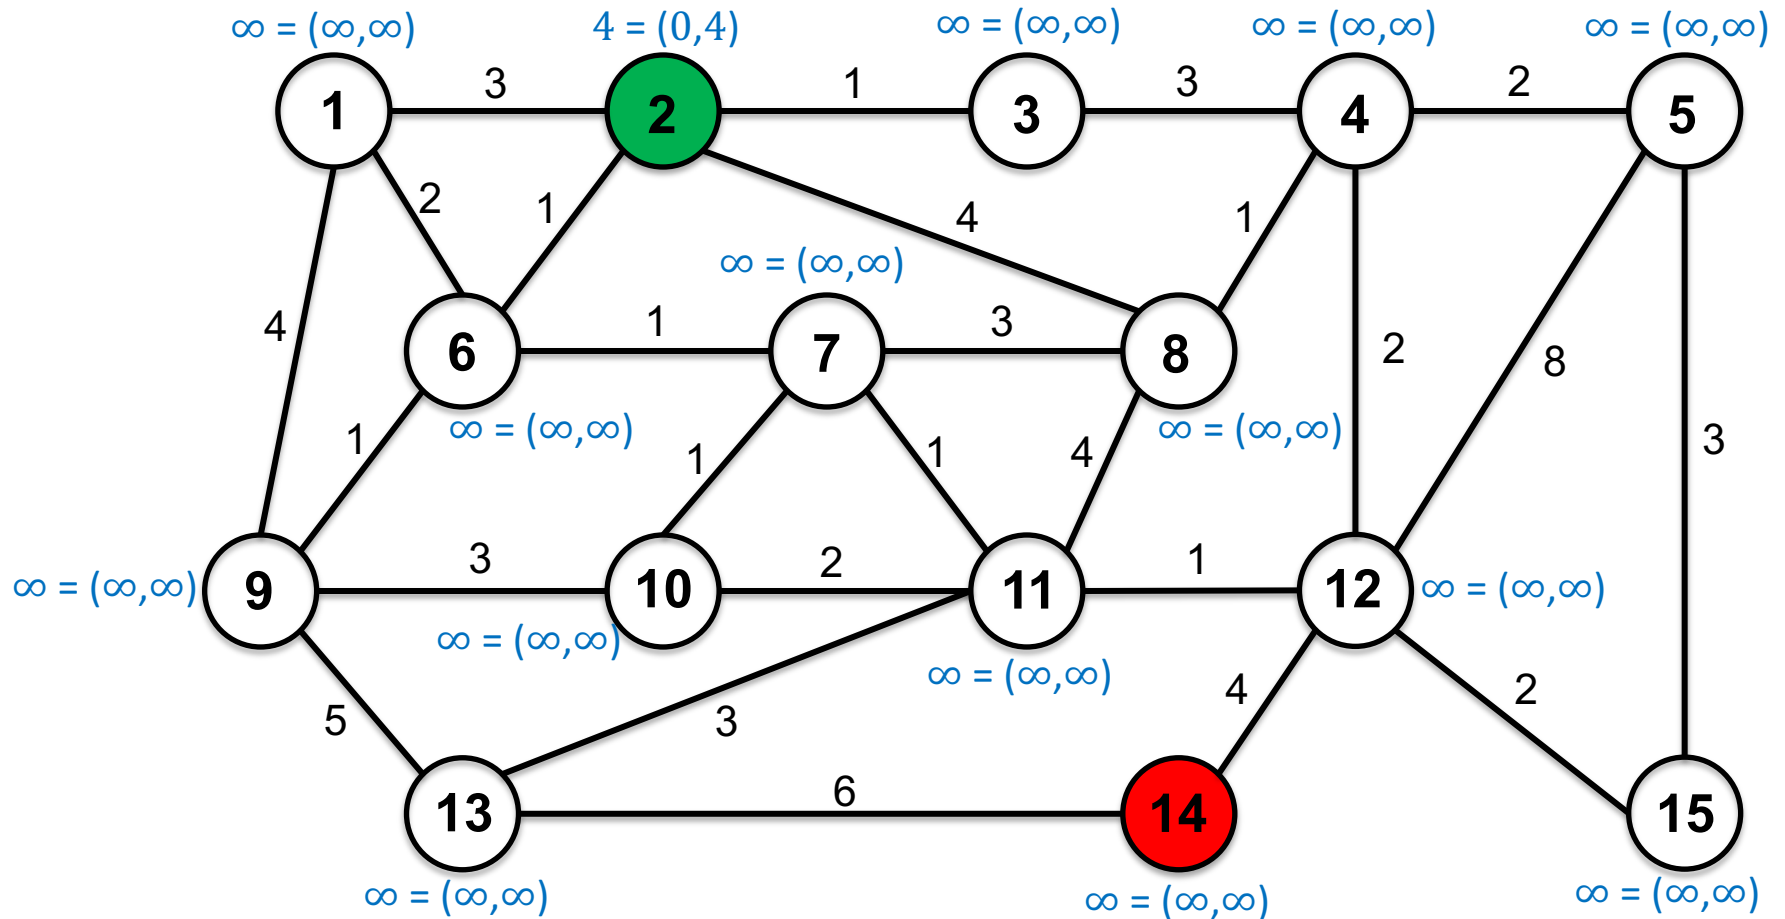 ∞ = (∞,∞) 4 = (0,4) ∞ = (∞,∞) ∞ = (∞,∞) ∞ = (∞,∞)
1 3 2 1 3 3 4 2 5
2 1 4 1
∞ = (∞,∞)
4 6 1 7 3 8 2 8
∞ = (∞,∞) ∞ = (∞,∞)
1 1 1 4 3
∞ = (∞,∞) 9 3 10 2 11 1 12 ∞ = (∞,∞)
∞ = (∞,∞) ∞ = (∞,∞)
5 3 4 2
13 6 14 15
∞ = (∞,∞) ∞ = (∞,∞) ∞ = (∞,∞)